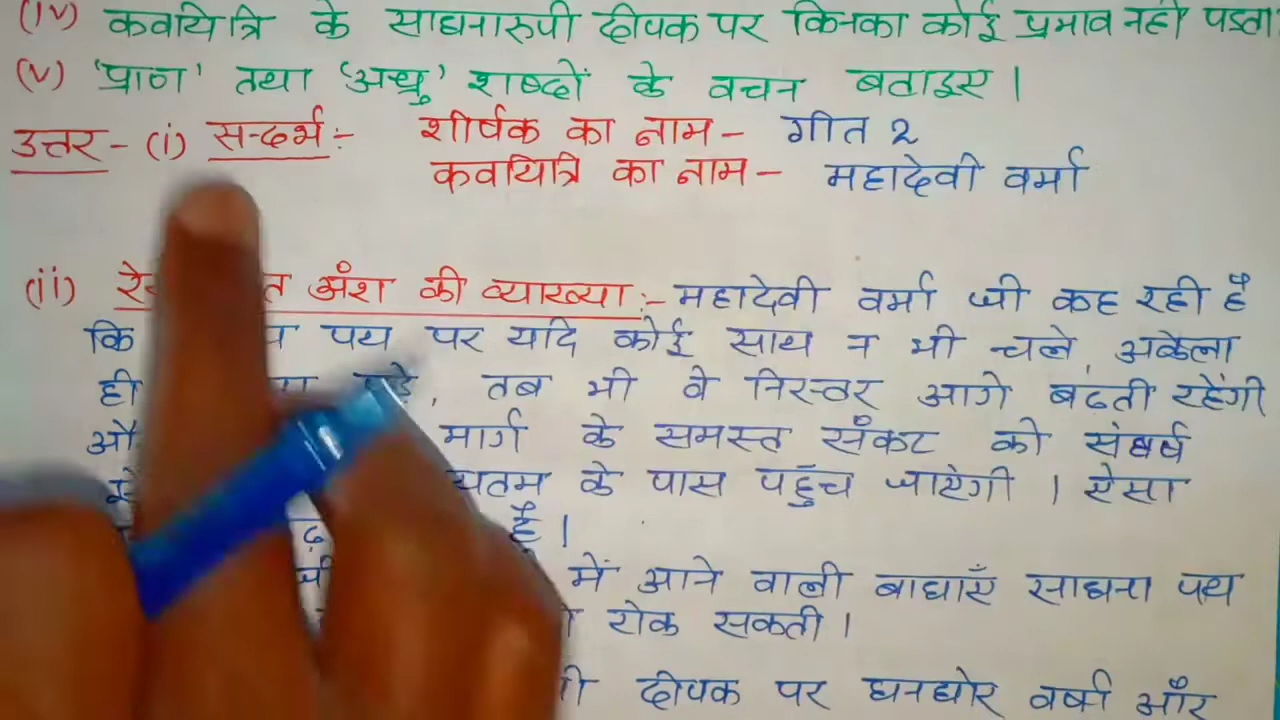 (iv) कवयित्रि के साधनारुपी दीपक पर किनका कोई प्रभाव नहीं पड़ता
(v) 'प्राण' तथा 'अश्रु' शब्दों के वचन बताइए।
उत्तर - (i) सन्दर्भ :- शीर्षक का नाम - गीत 2
कवयित्रि का नाम - महादेवी वर्मा
(ii) अंश की व्याख्या :- महादेवी वर्मा जी कह रही है
कि पथ पर यदि कोई साथ न भी चले, अकेला
ही पड़े, तब भी वे निरन्तर आगे बढती रहेंगी
मार्ग के समस्त संकट को संघर्ष
के पास पहुँच जाएंगी । ऐसा
है।
में आने वाली बाधाएँ साधना पथ
रोक सकती।
दीपक पर घनघोर वर्षा और